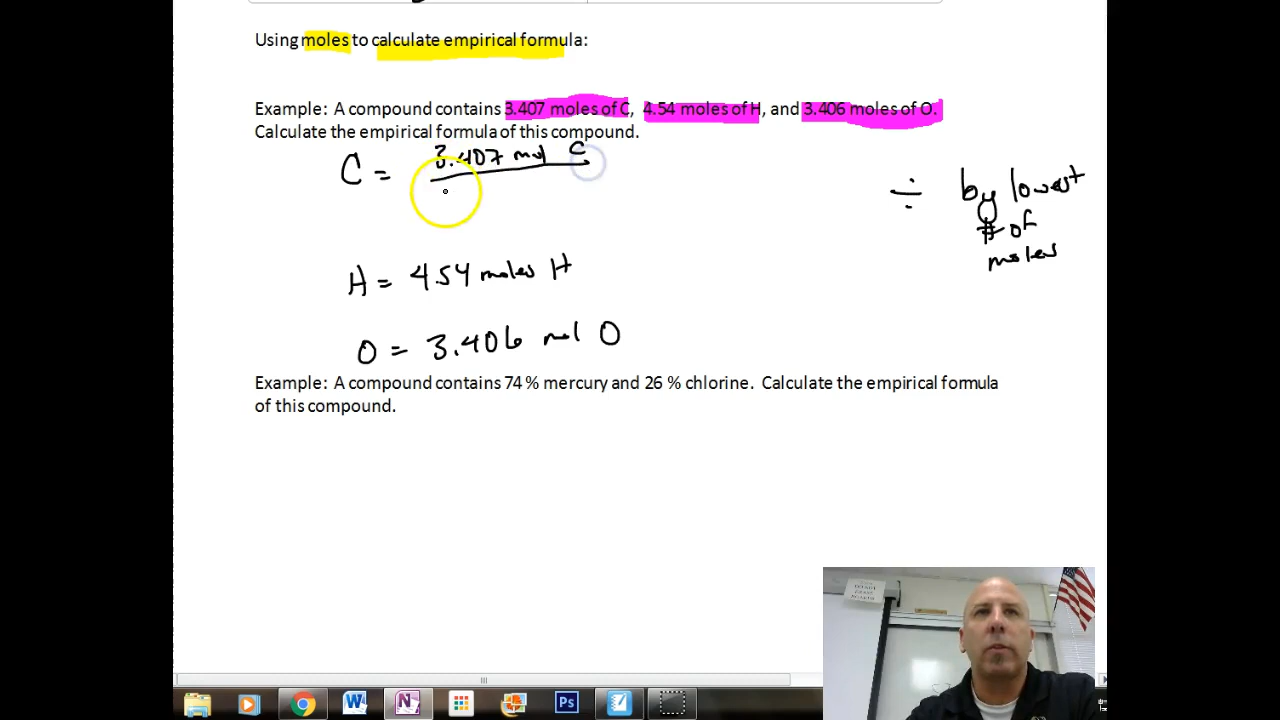 Using moles to calculate empirical formula:
Example: A compound contains 3.407 moles of C, 4.54 moles of H, and 3.406 moles of O.
Calculate the empirical formula of this compound.
C = 3.407 mol C
÷ by lowest
# of
moles
H = 4.54 moles H
O = 3.406 mol O
Example: A compound contains 74 % mercury and 26 % chlorine. Calculate the empirical formula
of this compound.
W
N
Ps